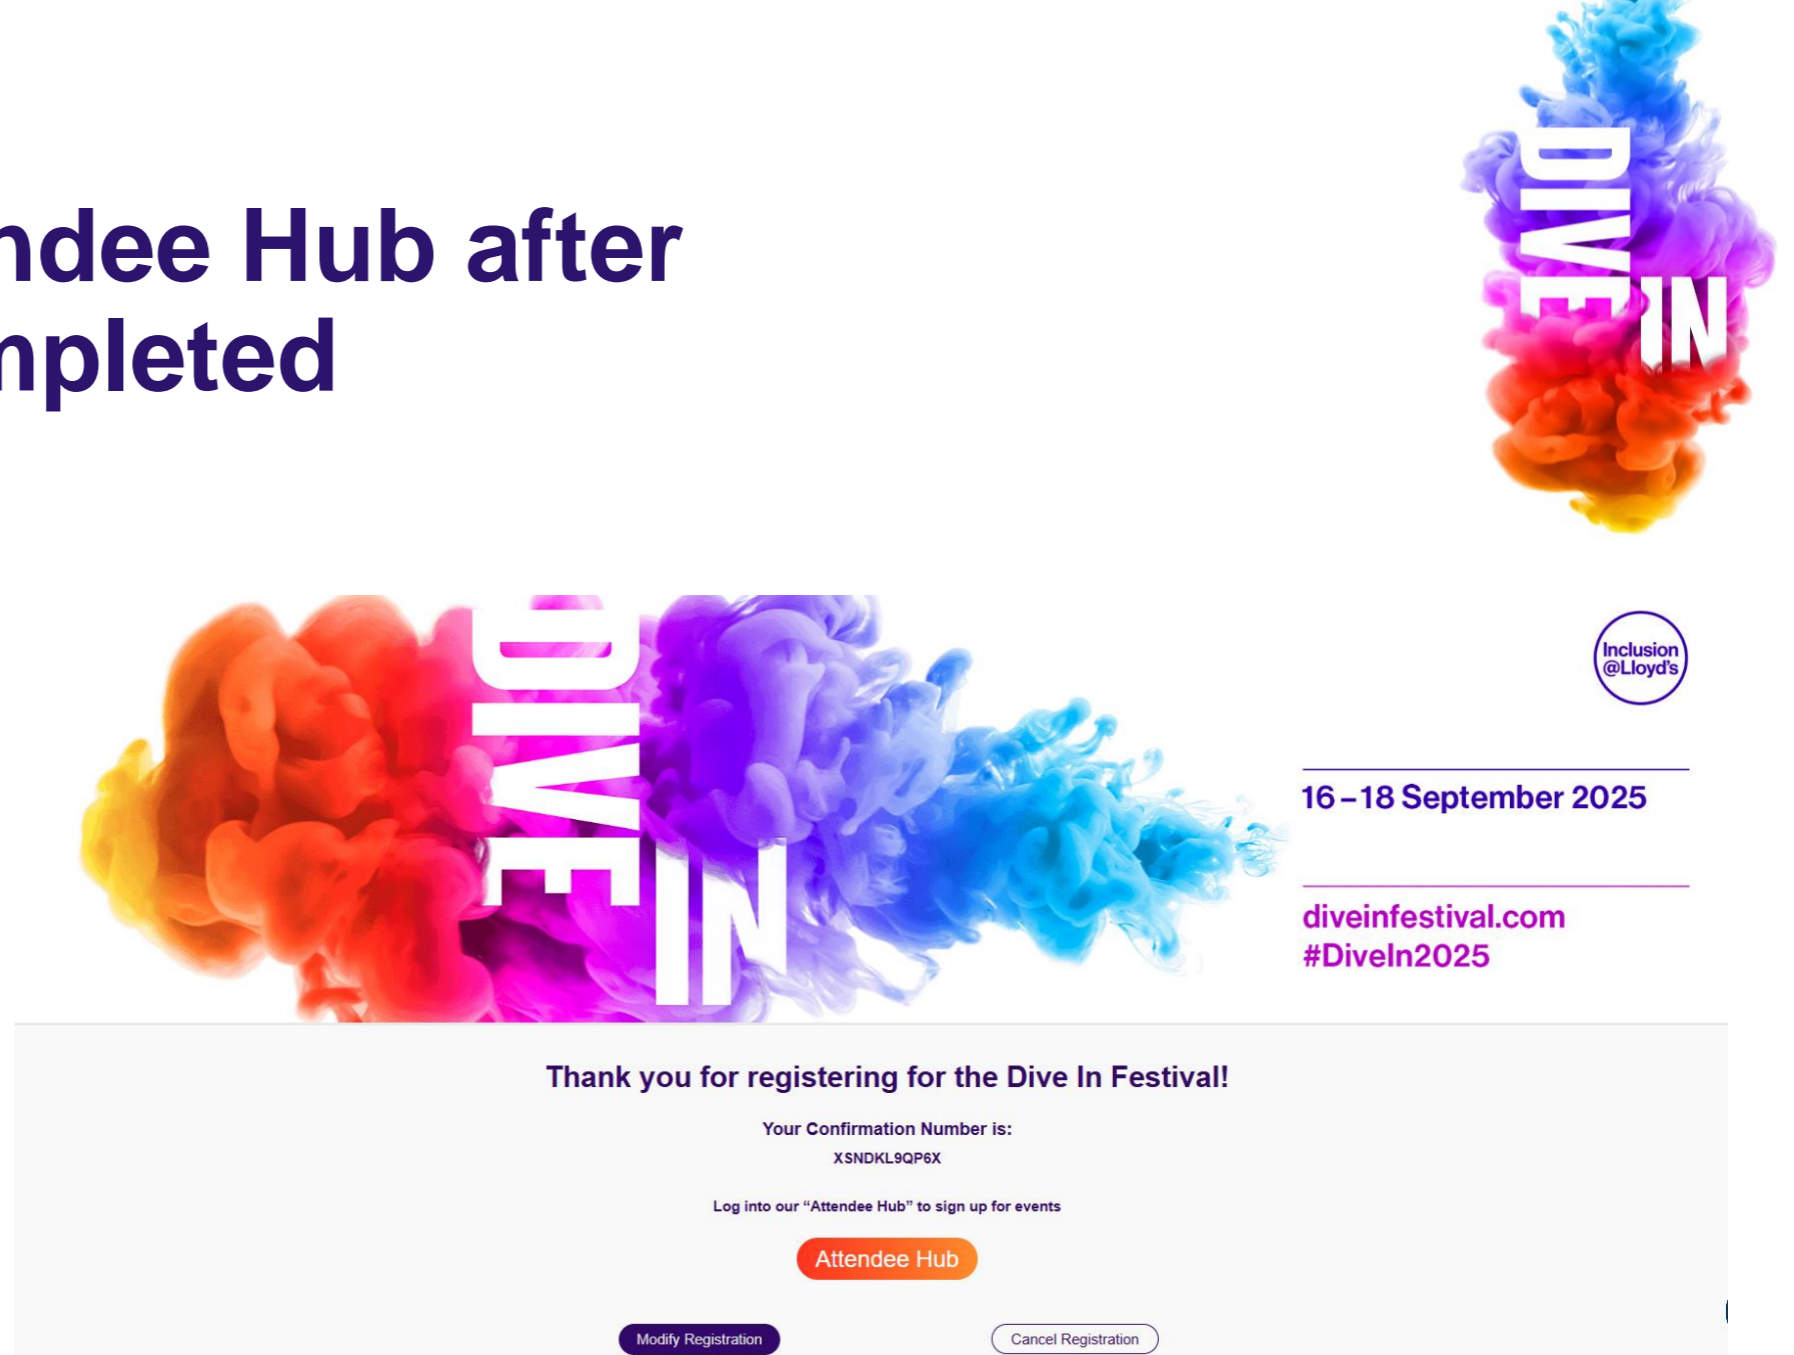 ndee Hub after
mpleted
DIVE
IN
DIVE
IN
Inclusion
@Lloyd's
16–18 September 2025
diveinfestival.com
#DiveIn2025
Thank you for registering for the Dive In Festival!
Your Confirmation Number is:
XSNDKL9QP6X
Log into our “Attendee Hub” to sign up for events
Attendee Hub
Modify Registration
Cancel Registration